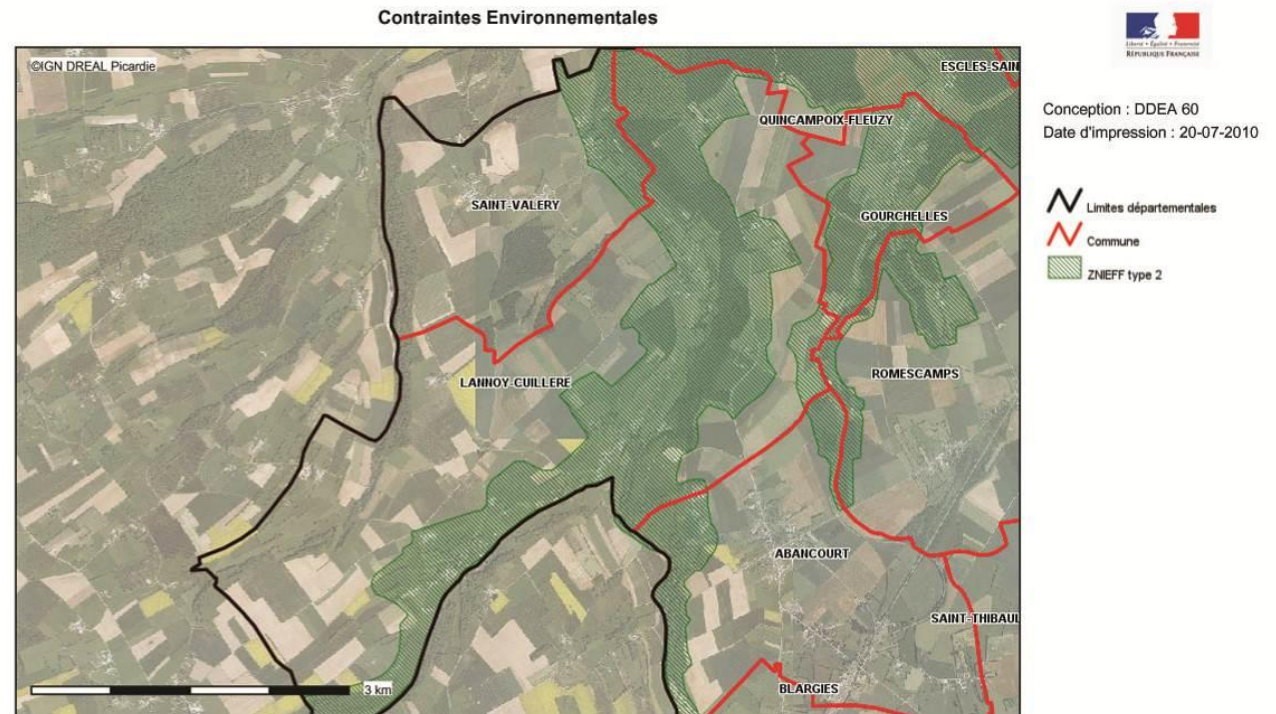 Contraintes Environnementales
Liberté • Égalité • Fraternité
RÉPUBLIQUE FRANÇAISE
©IGN DREAL Picardie
ESCLES-SAIN
Conception : DDEA 60
Date d'impression : 20-07-2010
QUINCAMPOIX-FLEUZY
SAINT-VALERY
GOURCHELLES
Limites départementales
Commune
ZNIEFF type 2
LANNOY-CUILLERE
ROMESCAMPS
ABANCOURT
SAINT-THIBAUL
BLARGIES
3 km